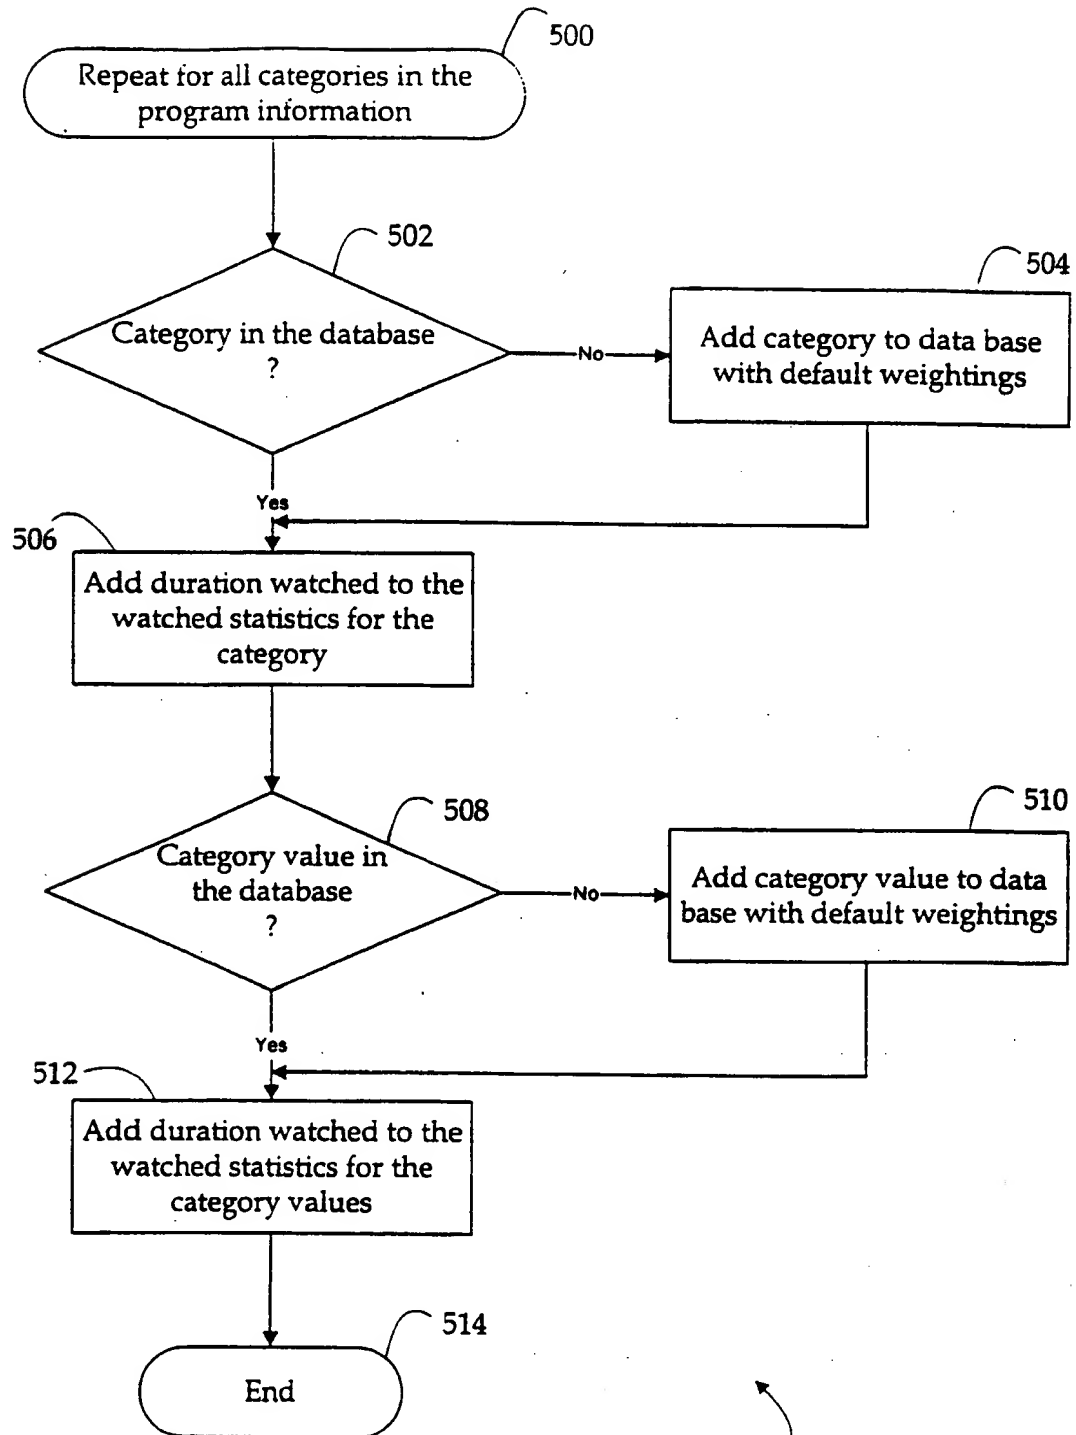 500
Repeat for all categories in the
program information
502
Category in the database
?
No
504
Add category to data base
with default weightings
Yes
506
Add duration watched to the
watched statistics for the
category
508
Category value in
the database
?
No
510
Add category value to data
base with default weightings
Yes
512
Add duration watched to the
watched statistics for the
category values
514
End